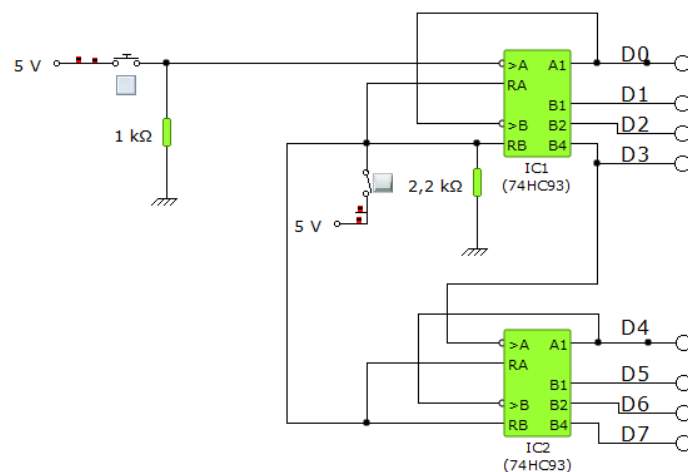 5 V
1 kΩ
5 V
2,2 kΩ
>A A1
RA
B1
>B B2
RB B4
IC1
(74HC93)
D0
D1
D2
D3
>A A1
RA
B1
>B B2
RB B4
IC2
(74HC93)
D4
D5
D6
D7